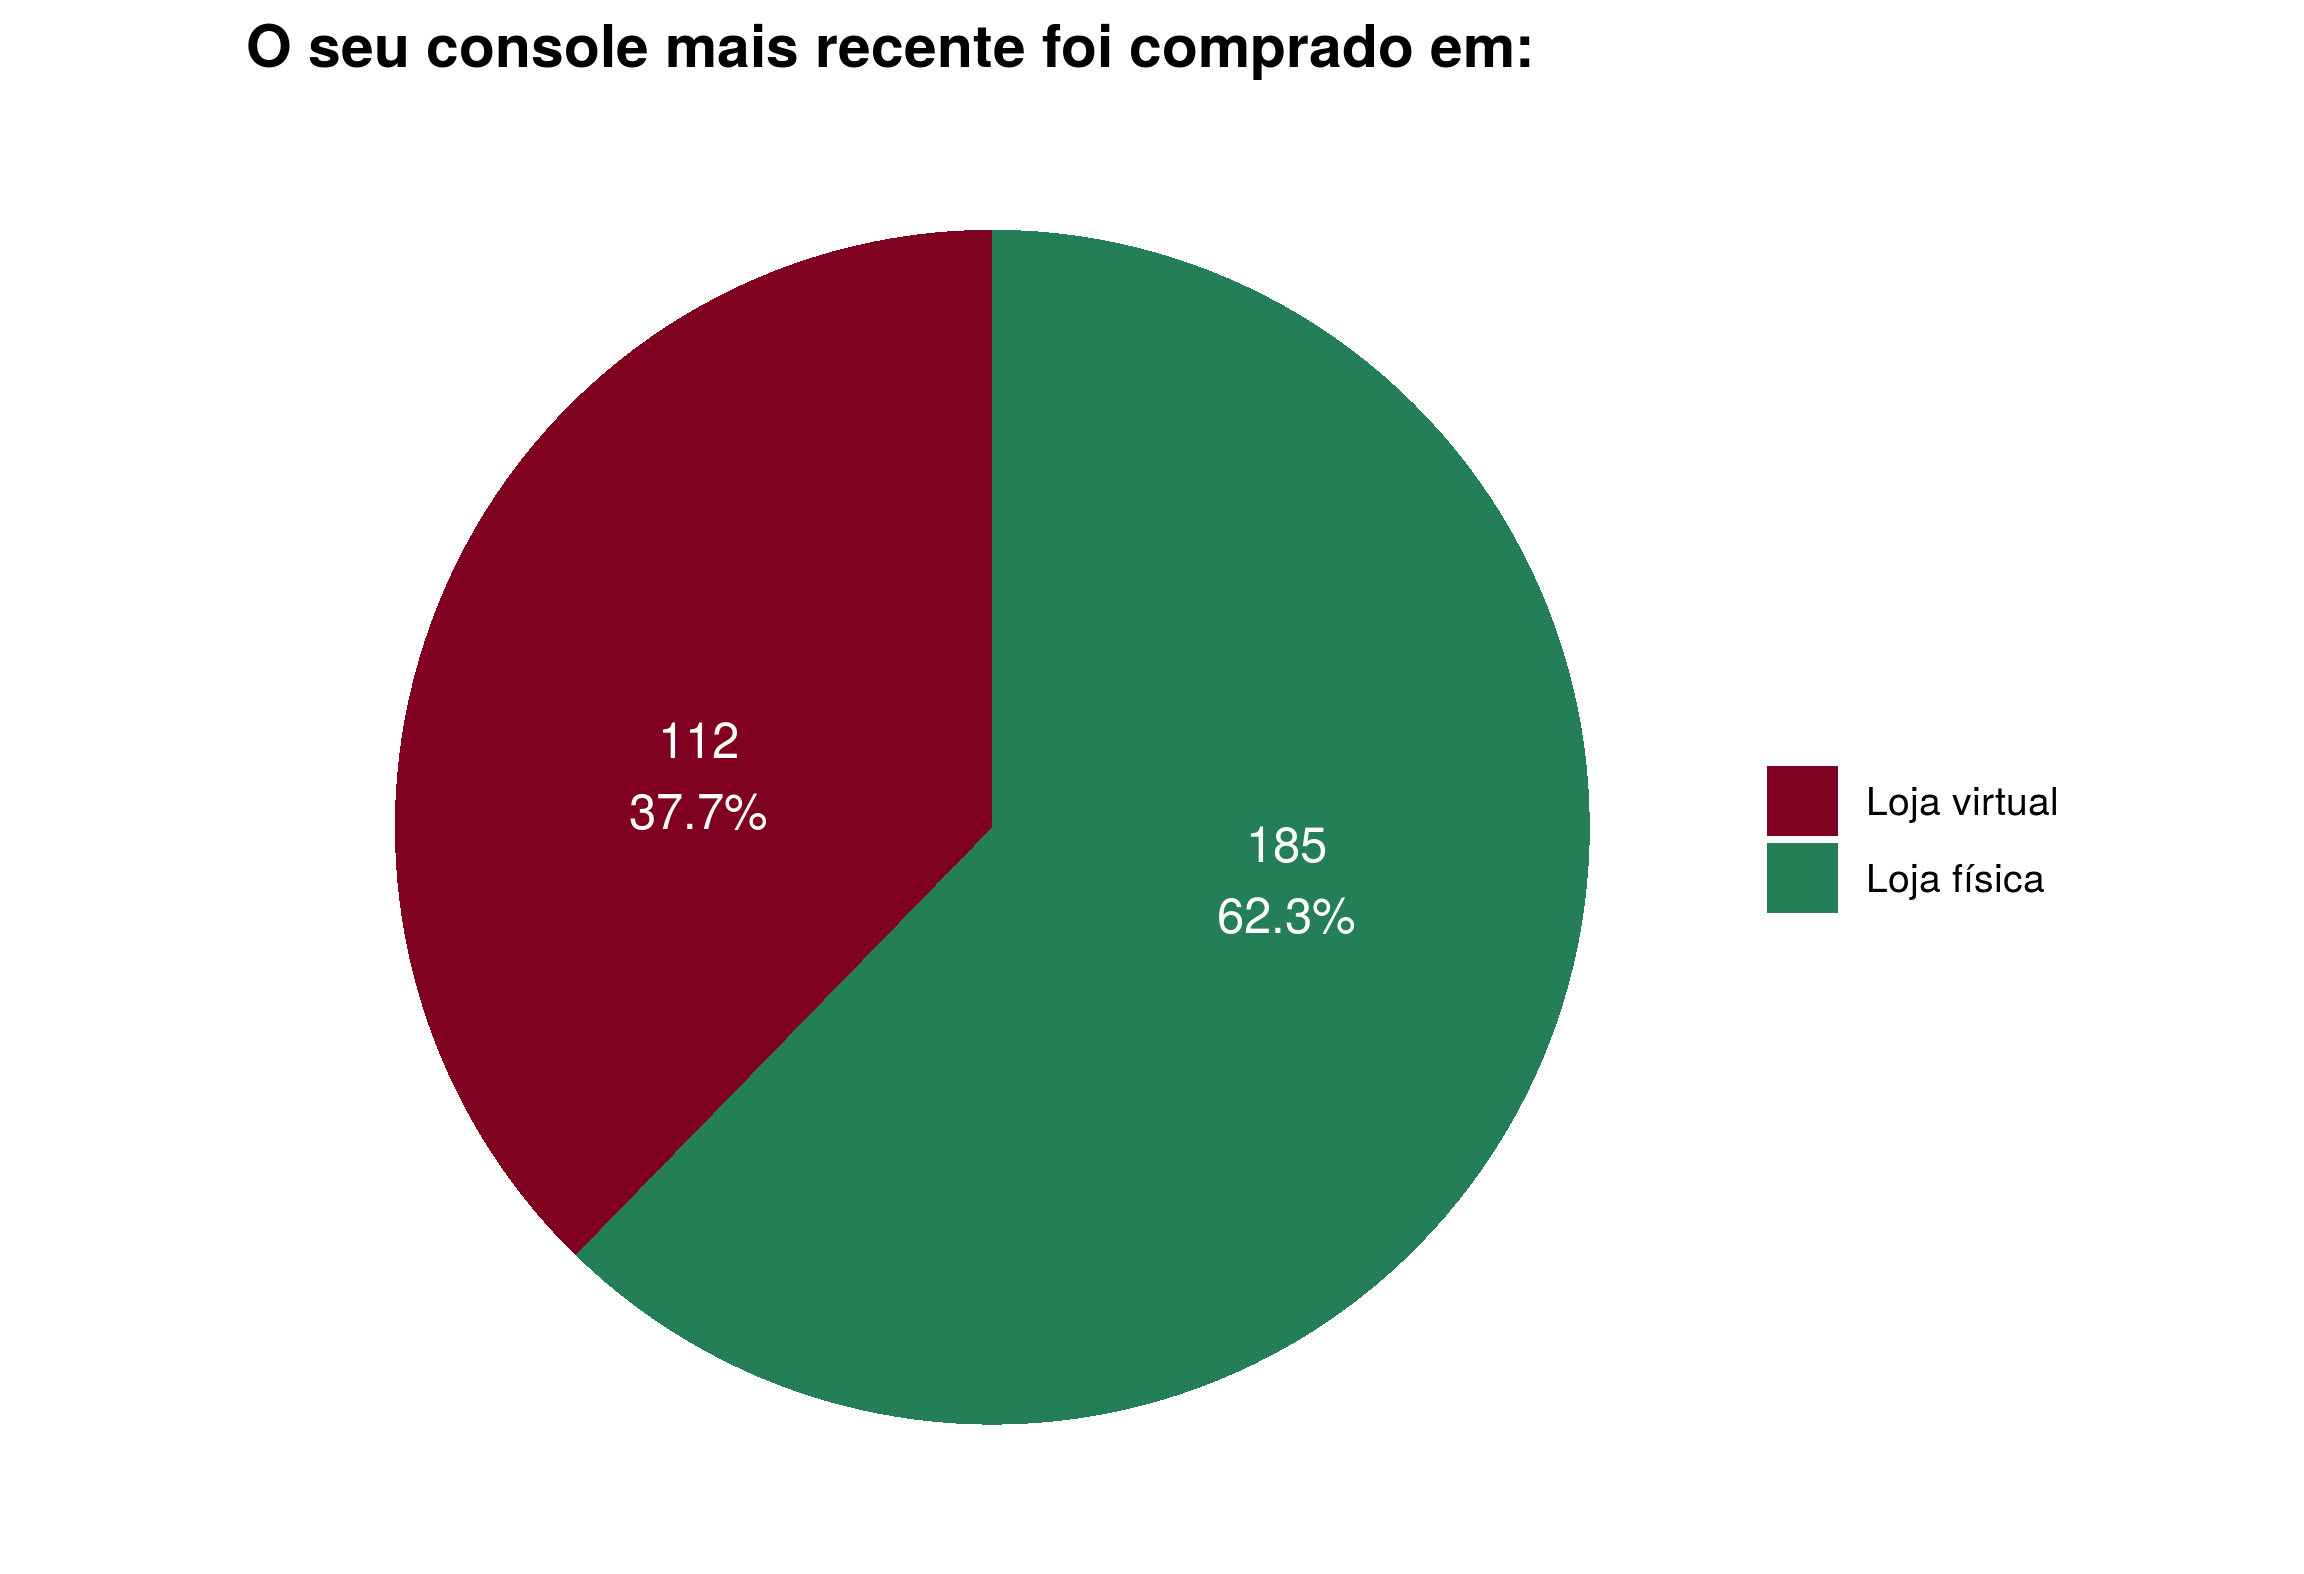 O seu console mais recente foi comprado em:
112
37.7%
185
62.3%
Loja virtual
Loja física